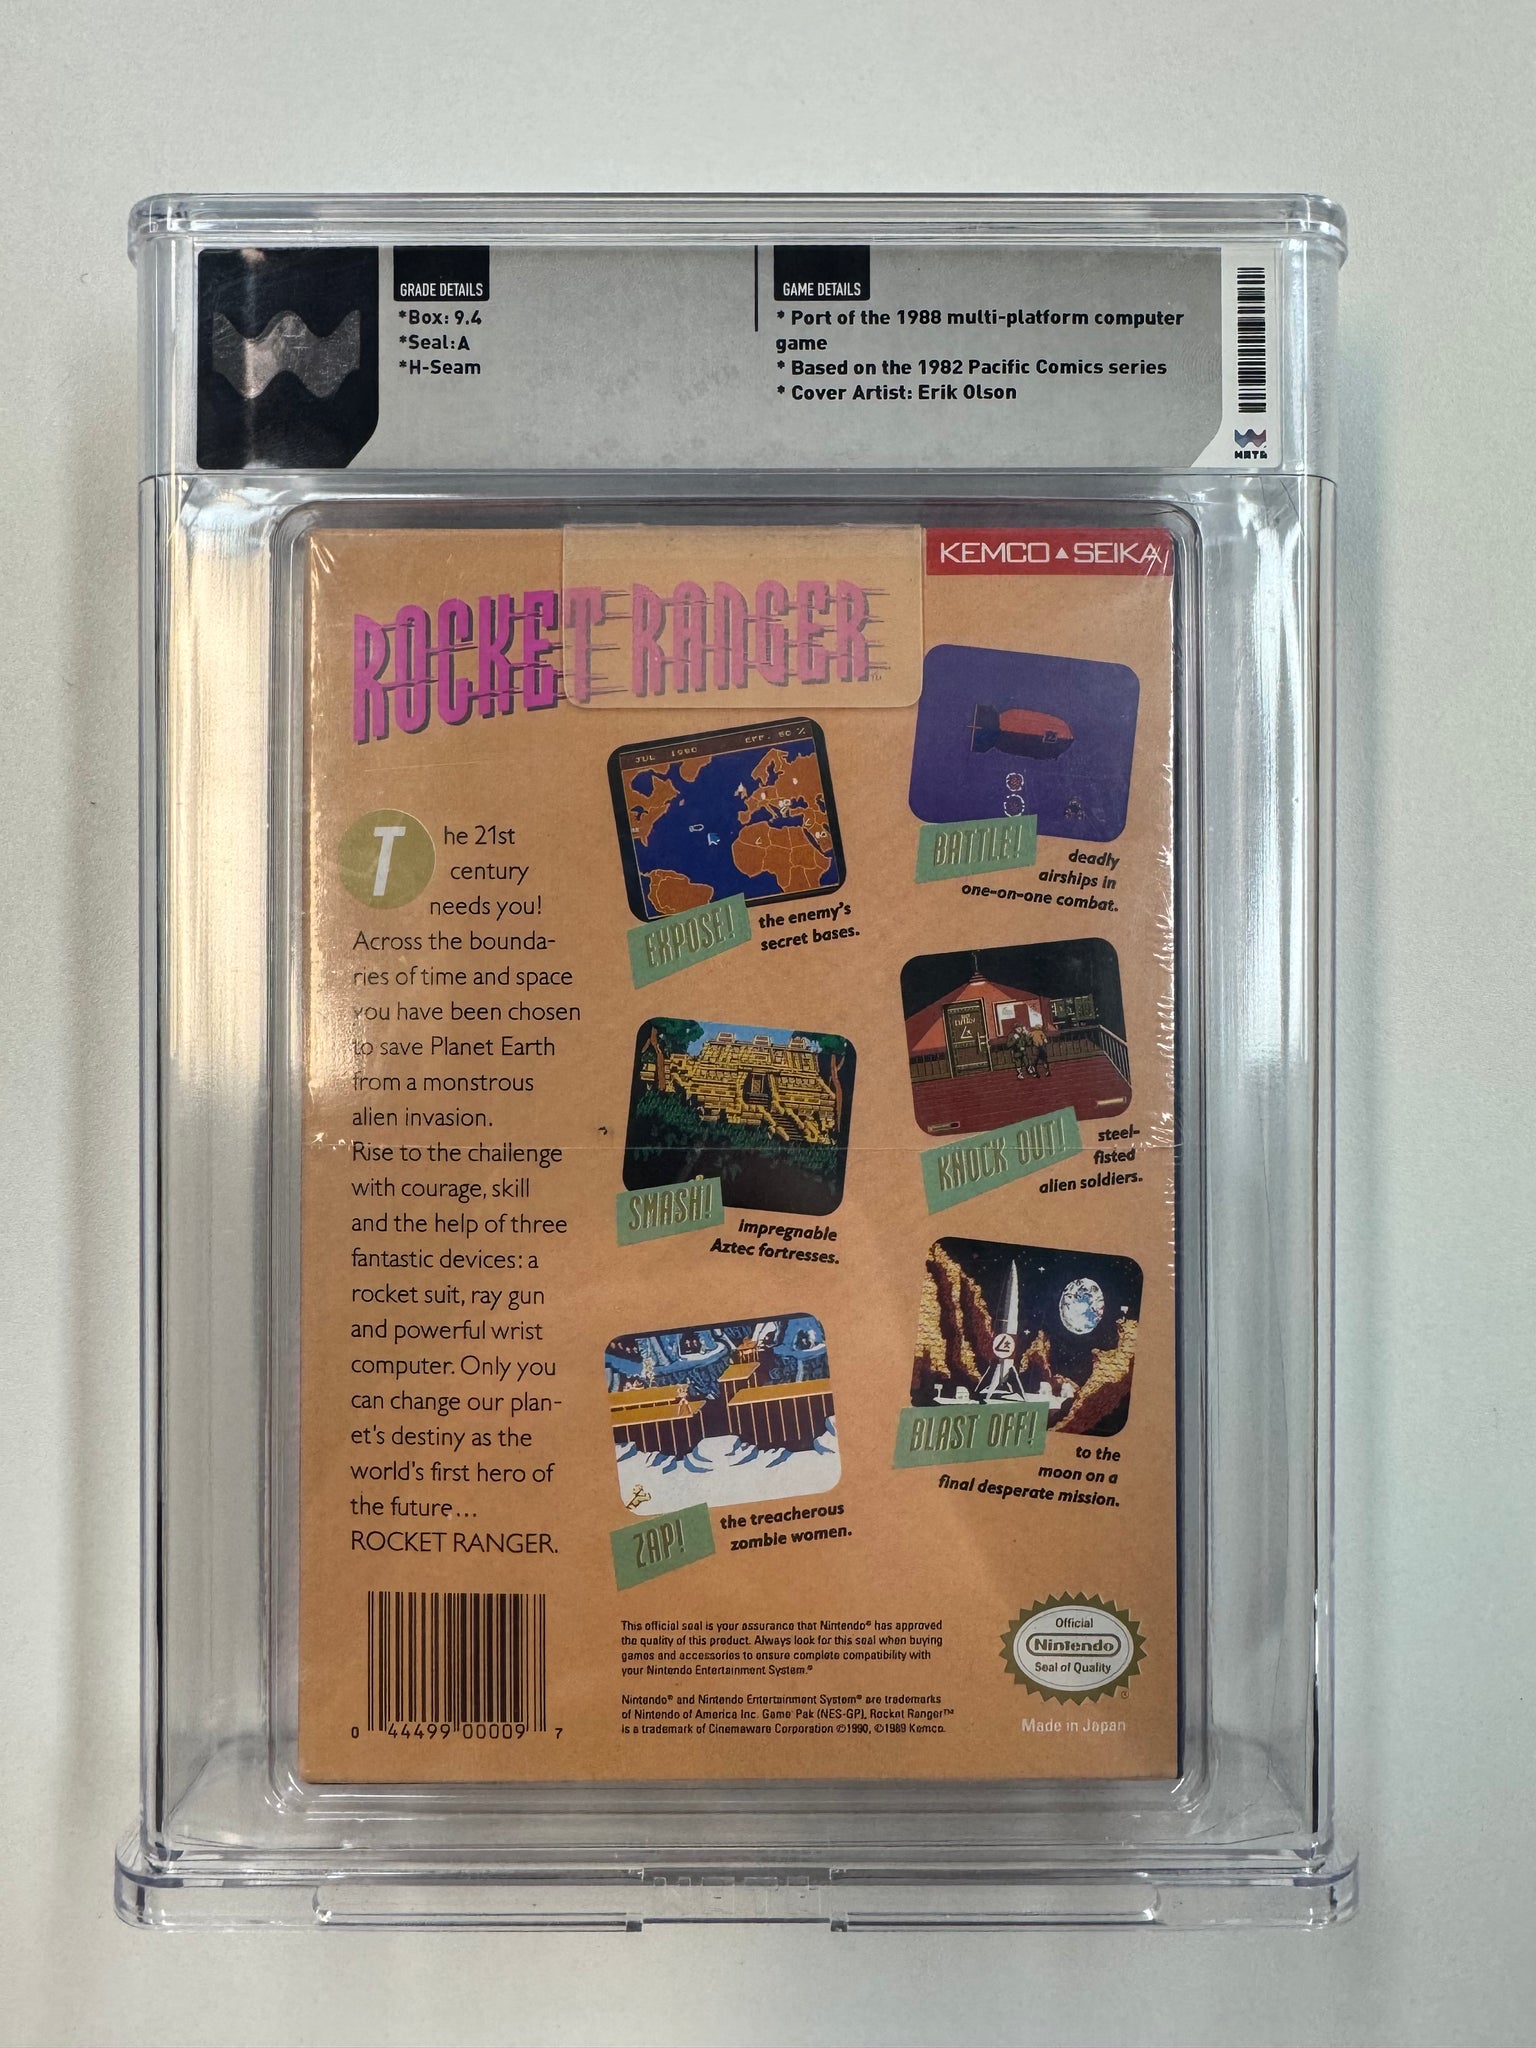 GRADE DETAILS
*Box: 9.4
*Seal: A
*H-Seam
GAME DETAILS
* Port of the 1988 multi-platform computer
game
* Based on the 1982 Pacific Comics series
* Cover Artist: Erik Olson
WATA
KEMCO▲SEIKA
ROCKET RANGER™
The 21st
century
needs you!
Across the bounda-
ries of time and space
you have been chosen
to save Planet Earth
from a monstrous
alien invasion.
Rise to the challenge
with courage, skill
and the help of three
fantastic devices: a
rocket suit, ray gun
and powerful wrist
computer. Only you
can change our plan-
et's destiny as the
world's first hero of
the future...
ROCKET RANGER.
JUL 1980 EFF. 60 %
EXPOSE! the enemy's
secret bases.
BATTLE! deadly
airships in
one-on-one combat.
SMASH! impregnable
Aztec fortresses.
KNOCK OUT! steel-
fisted
alien soldiers.
ZAP! the treacherous
zombie women.
BLAST OFF! to the
moon on a
final desperate mission.
0 44499 00009 7
This official seal is your assurance that Nintendo® has approved
the quality of this product. Always look for this seal when buying
games and accessories to ensure complete compatibility with
your Nintendo Entertainment System.®
Nintendo® and Nintendo Entertainment System® are trademarks
of Nintendo of America Inc. Game Pak (NES-GP), Rocket Ranger™
is a trademark of Cinemaware Corporation ©1990, ©1989 Kemco.
Official
Nintendo
Seal of Quality
Made in Japan